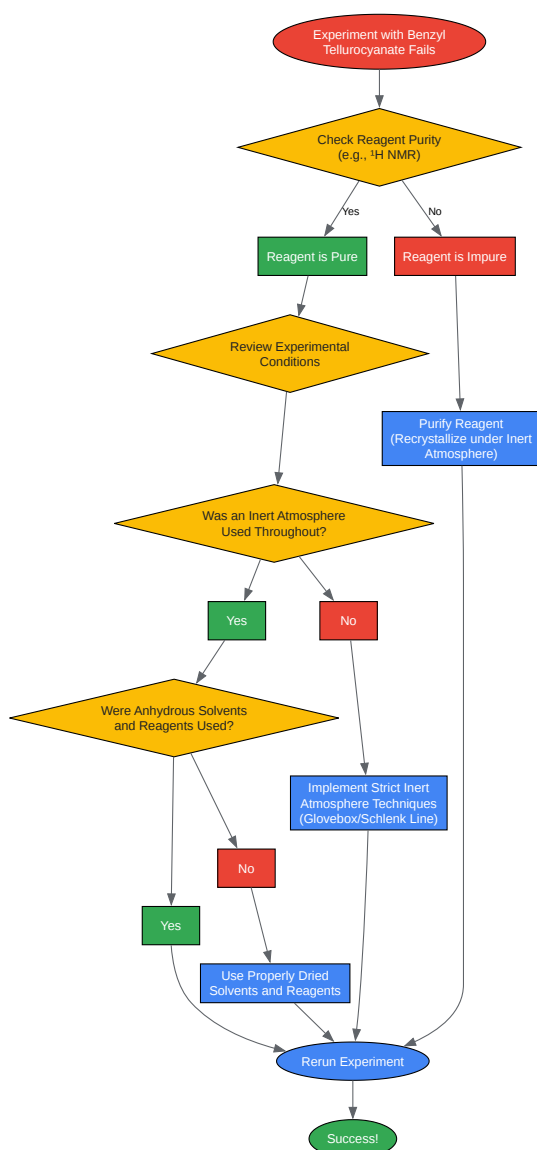 Experiment with Benzyl
Tellurocyanate Fails
Check Reagent Purity
(e.g., ¹H NMR)
Yes
No
Reagent is Pure
Reagent is Impure
Review Experimental
Conditions
Purify Reagent
(Recrystallize under Inert
Atmosphere)
Was an Inert Atmosphere
Used Throughout?
Yes
No
Were Anhydrous Solvents
and Reagents Used?
Implement Strict Inert
Atmosphere Techniques
(Glovebox/Schlenk Line)
No
Yes
Use Properly Dried
Solvents and Reagents
Rerun Experiment
Success!